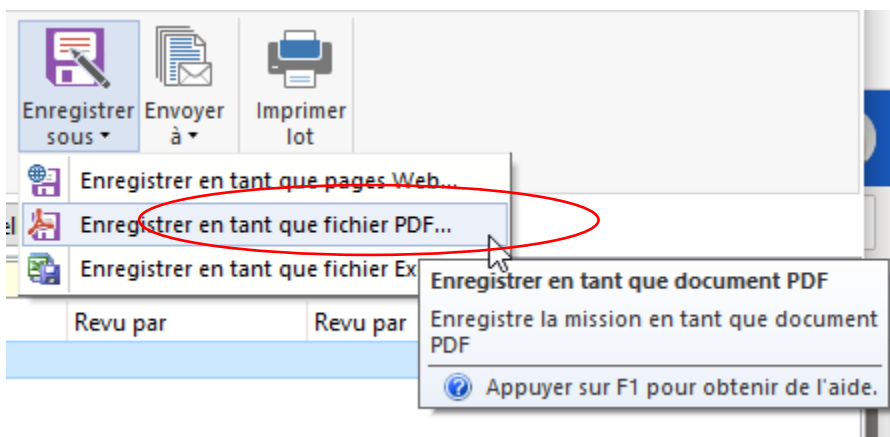 Enregistrer sous
Envoyer à
Imprimer lot
Enregistrer en tant que pages Web...
Enregistrer en tant que fichier PDF...
Enregistrer en tant que fichier Ex
Enregistrer en tant que document PDF
Enregistre la mission en tant que document
PDF
Appuyer sur F1 pour obtenir de l'aide.
Revu par
Revu par